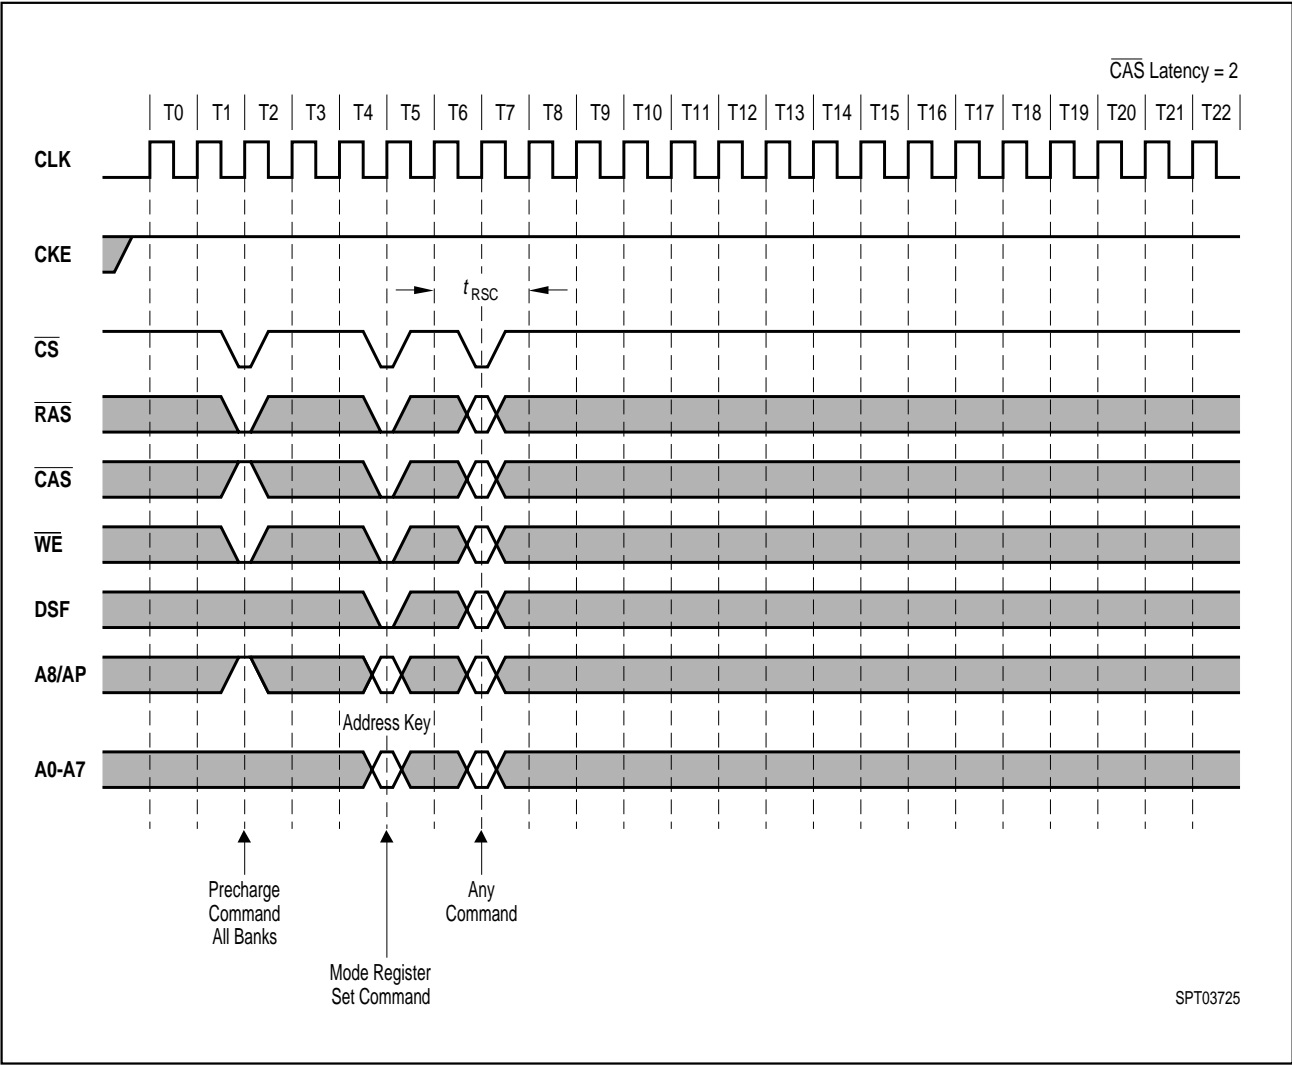 CAS Latency = 2
T0 T1 T2 T3 T4 T5 T6 T7 T8 T9 T10 T11 T12 T13 T14 T15 T16 T17 T18 T19 T20 T21 T22
CLK
CKE
t RSC
CS
RAS
CAS
WE
DSF
A8/AP
Address Key
A0-A7
Precharge
Command
All Banks
Any
Command
Mode Register
Set Command
SPT03725